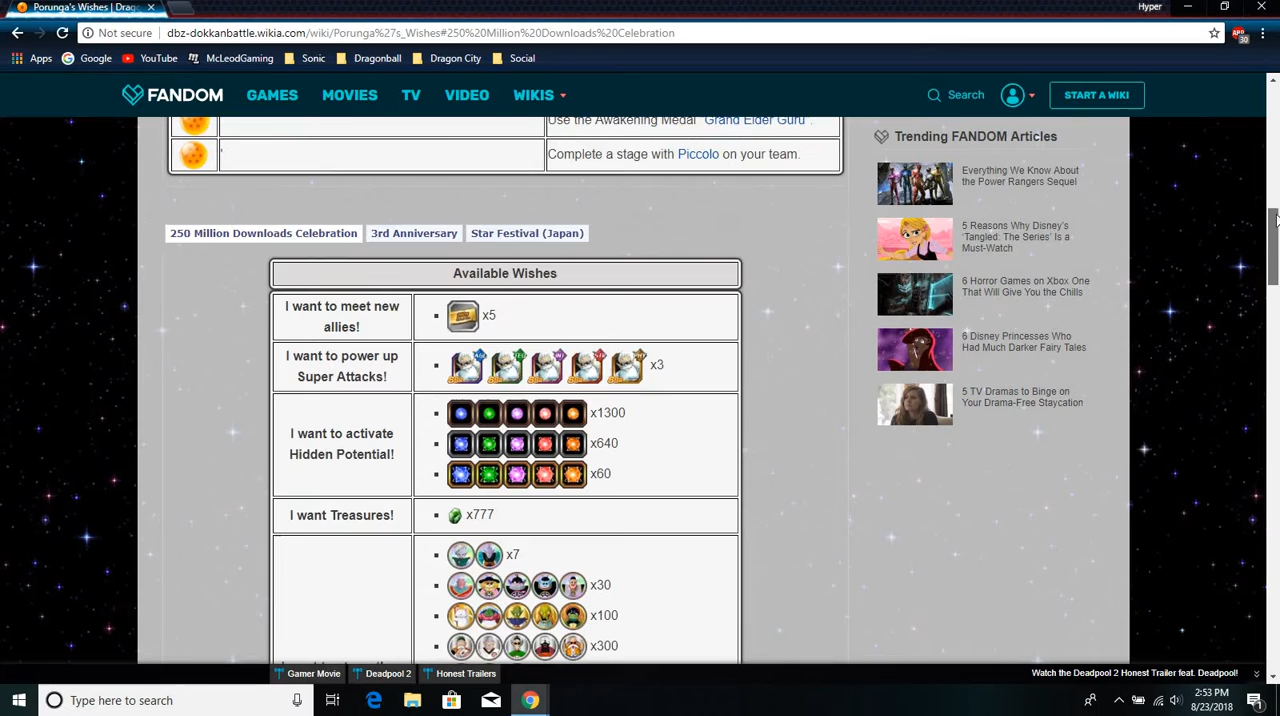 Porunga's Wishes | Drago
Hyper
Not secure
dbz-dokkanbattle.wikia.com/wiki/Porunga%27s_Wishes#250%20Million%20Downloads%20Celebration
Apps
Google
YouTube
McLeodGaming
Sonic
Dragonball
Dragon City
Social
FANDOM
GAMES
MOVIES
TV
VIDEO
WIKIS
Search
START A WIKI
Use the Awakening Medal "Grand Elder Guru".
Complete a stage with Piccolo on your team.
250 Million Downloads Celebration
3rd Anniversary
Star Festival (Japan)
Available Wishes
I want to meet new
allies!
x5
I want to power up
Super Attacks!
x3
I want to activate
Hidden Potential!
x1300
x640
x60
I want Treasures!
x777
x7
x30
x100
x300
Trending FANDOM Articles
Everything We Know About
the Power Rangers Sequel
5 Reasons Why Disney's
'Tangled: The Series' Is a
Must-Watch
6 Horror Games on Xbox One
That Will Give You the Chills
6 Disney Princesses Who
Had Much Darker Fairy Tales
5 TV Dramas to Binge on
Your Drama-Free Staycation
Gamer Movie
Deadpool 2
Honest Trailers
Watch the Deadpool 2 Honest Trailer feat. Deadpool!
Type here to search
2:53 PM
8/23/2018